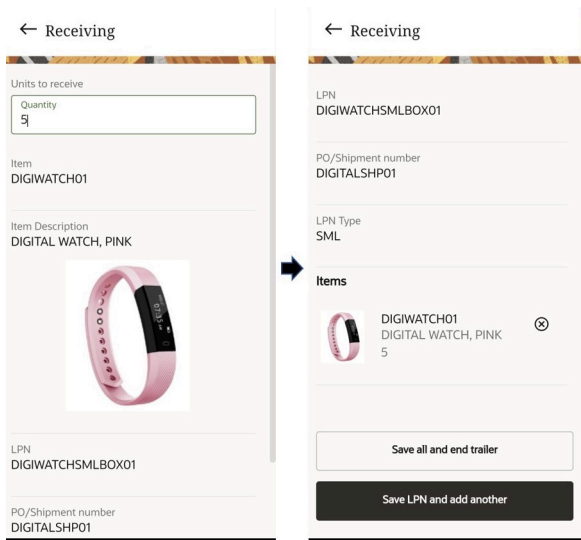 Receiving
Units to receive
Quantity
5
Item
DIGIWATCH01
Item Description
DIGITAL WATCH, PINK
07:35
LPN
DIGIWATCHSMLBOX01
PO/Shipment number
DIGITALSHP01
Receiving
LPN
DIGIWATCHSMLBOX01
PO/Shipment number
DIGITALSHP01
LPN Type
SML
Items
DIGIWATCH01
DIGITAL WATCH, PINK
5
Save all and end trailer
Save LPN and add another